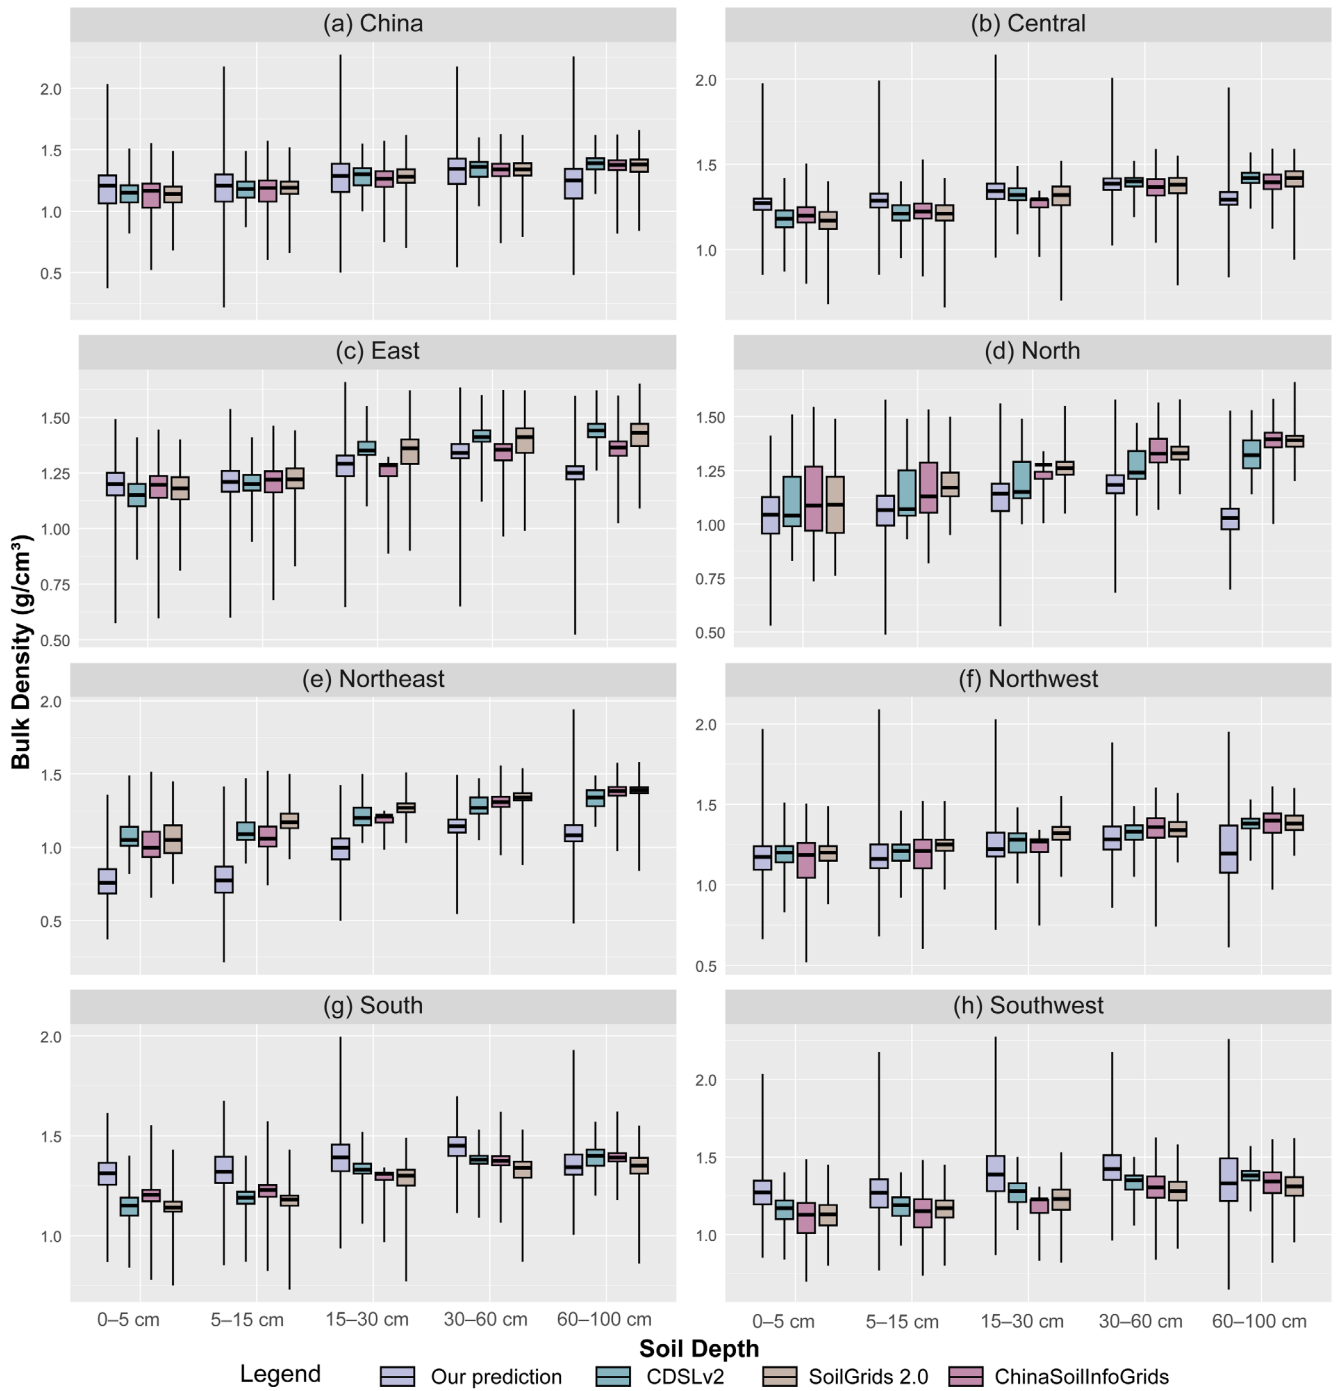 (a) China
(b) Central
2.0
1.5
1.0
0.5
2.0
1.5
1.0
(c) East
(d) North
1.50
1.25
1.00
0.75
0.50
1.50
1.25
1.00
0.75
0.50
(e) Northeast
(f) Northwest
2.0
1.5
1.0
0.5
2.0
1.5
1.0
0.5
(g) South
(h) Southwest
2.0
1.5
1.0
2.0
1.5
1.0
Bulk Density (g/cm³)
0–5 cm 5–15 cm 15–30 cm 30–60 cm 60–100 cm
0–5 cm 5–15 cm 15–30 cm 30–60 cm 60–100 cm
Soil Depth
Legend Our prediction CDSLv2 SoilGrids 2.0 ChinaSoilInfoGrids